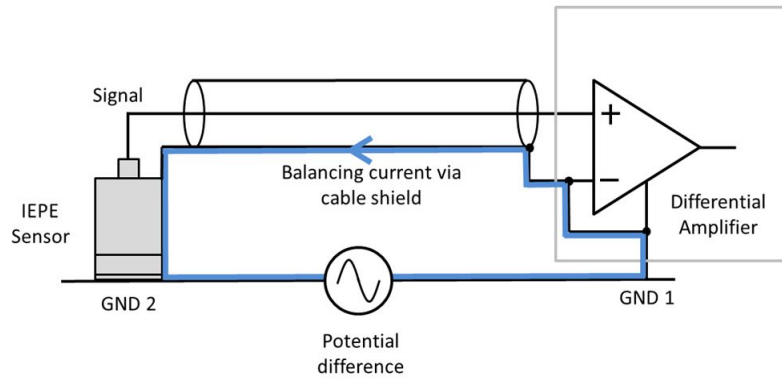 Signal
+
Balancing current via
cable shield
−
IEPE
Sensor
Differential
Amplifier
GND 2
GND 1
Potential
difference